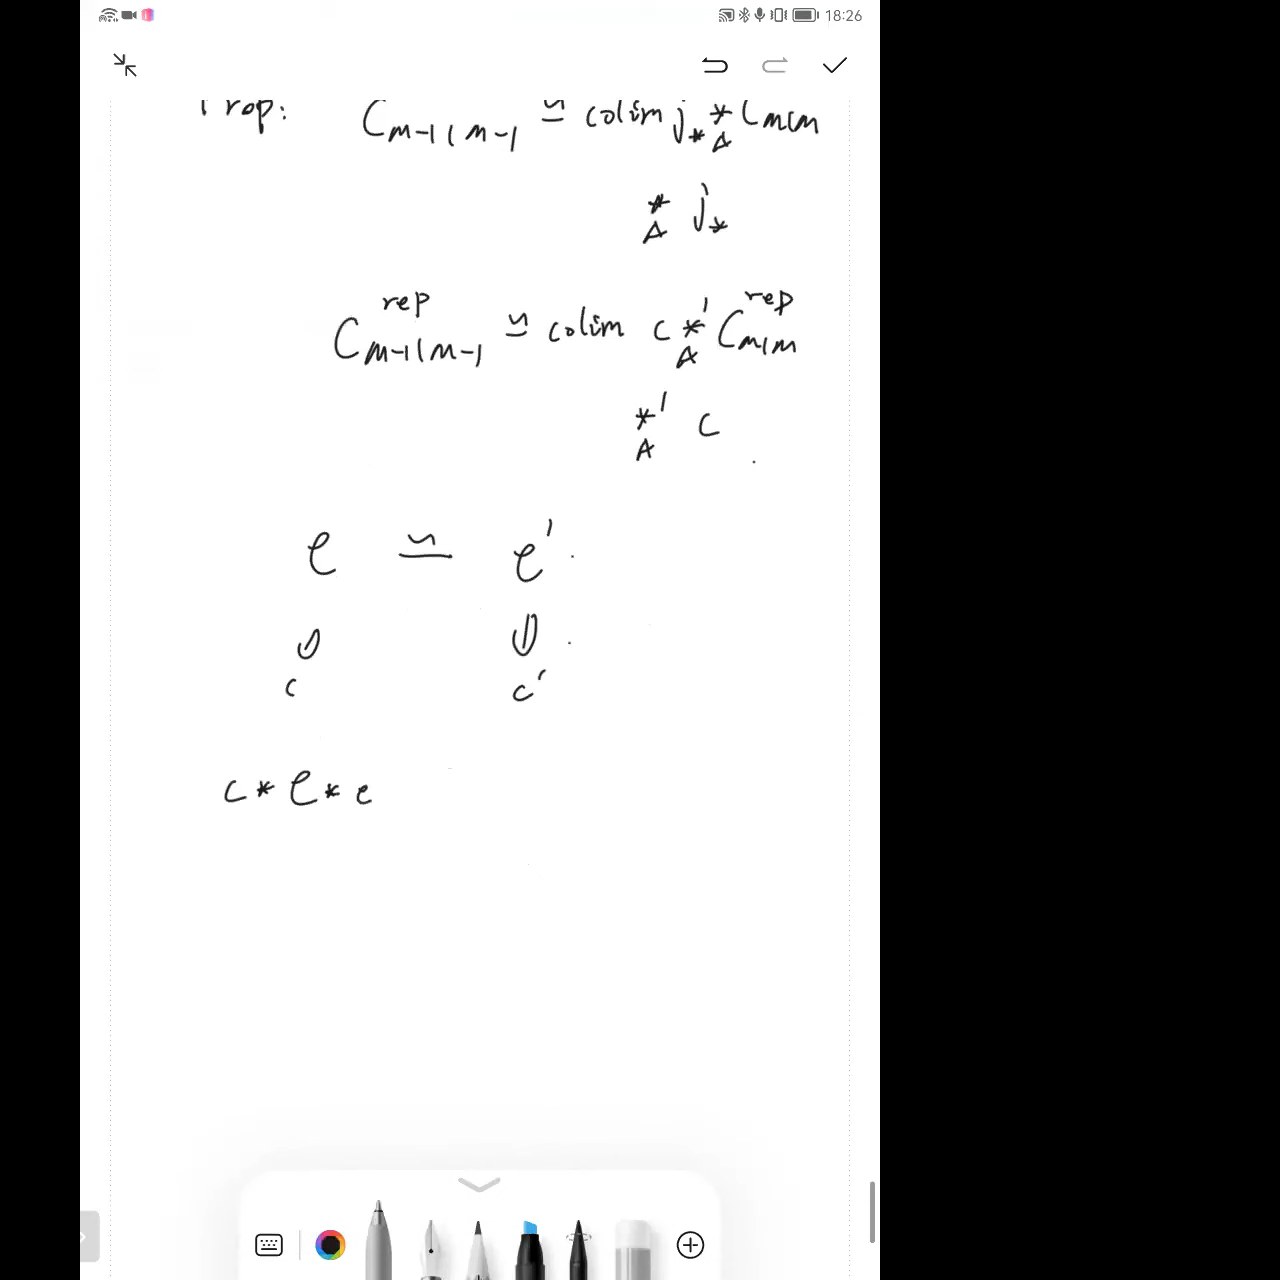 18:26
Prop: C_{m-1|m-1} ≃ colim j_* *_A C_{m|m}
*_A j_*
C^{rep}_{m-1|m-1} ≃ colim c *'_A C^{rep}_{m|m}
*'_A c .
C ≃ C' .
c c'
c * C * c